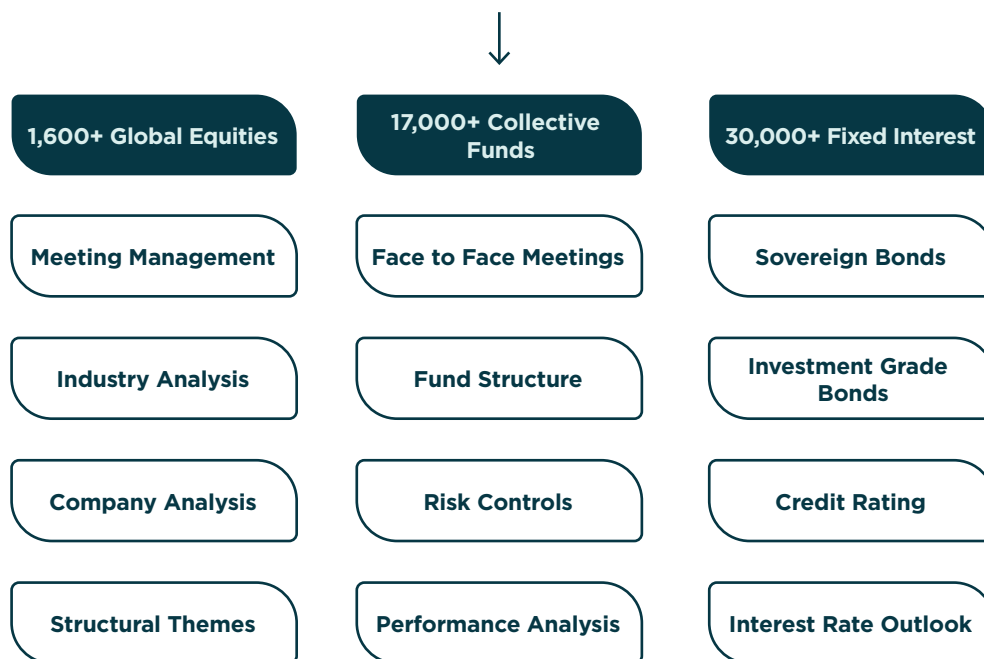 1,600+ Global Equities
17,000+ Collective
Funds
30,000+ Fixed Interest
Meeting Management
Face to Face Meetings
Sovereign Bonds
Industry Analysis
Fund Structure
Investment Grade
Bonds
Company Analysis
Risk Controls
Credit Rating
Structural Themes
Performance Analysis
Interest Rate Outlook